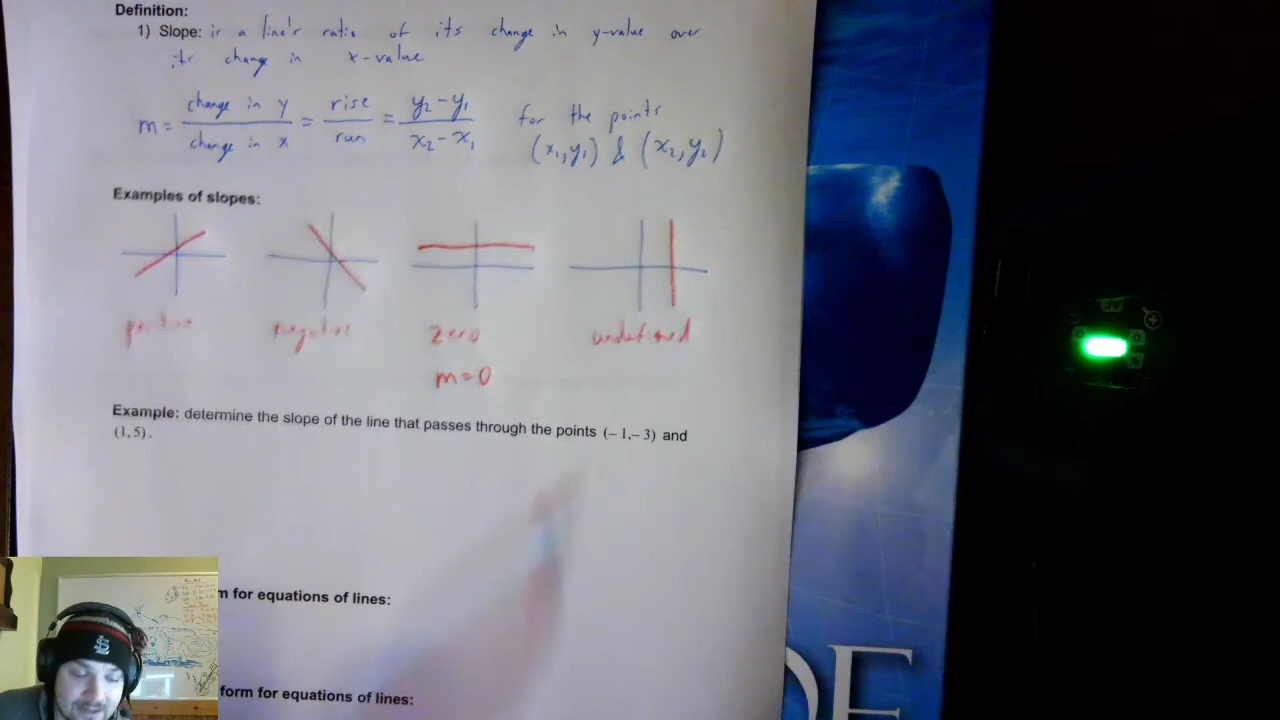 Definition:
1) Slope: is a line's ratio of its change in y-value over
its change in x-value
m = change in y / change in x = rise / run = y₂-y₁ / x₂-x₁ for the points
(x₁,y₁) & (x₂,y₂)
Examples of slopes:
positive negative zero undefined
m=0
Example: determine the slope of the line that passes through the points (– 1,– 3) and
(1, 5).
for equations of lines:
form for equations of lines: